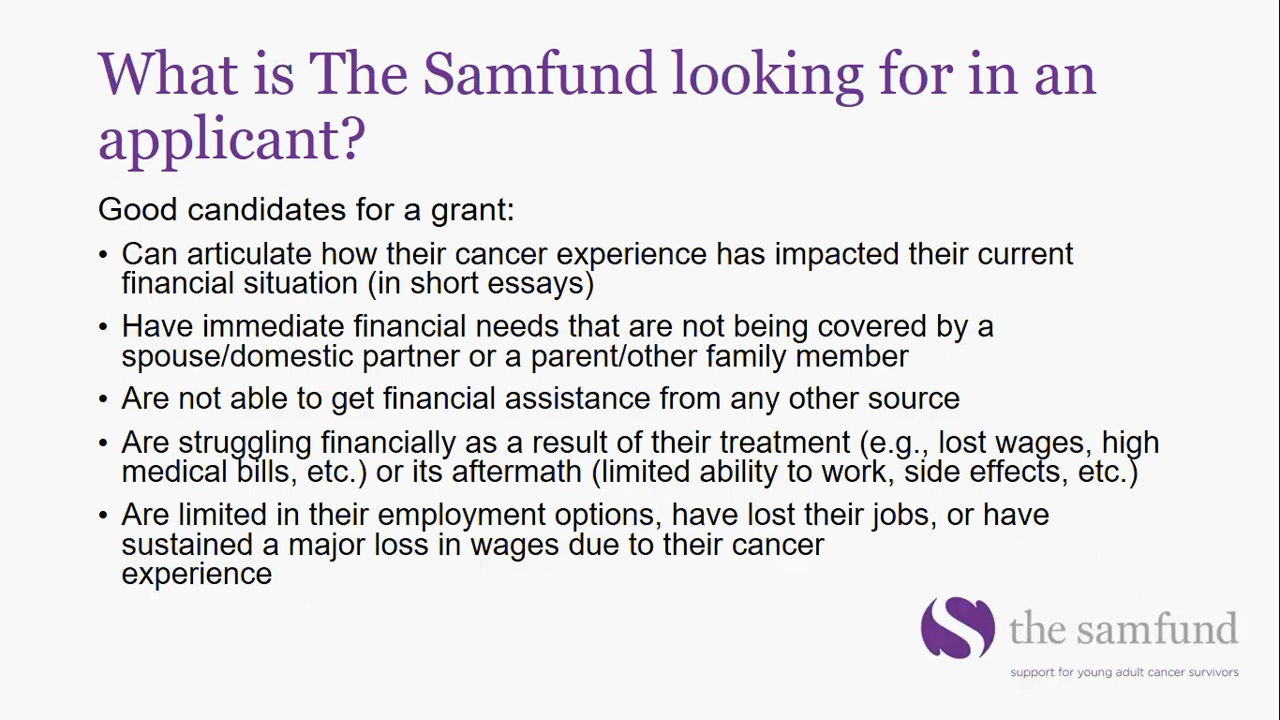 What is The Samfund looking for in an
applicant?
Good candidates for a grant:
• Can articulate how their cancer experience has impacted their current
financial situation (in short essays)
• Have immediate financial needs that are not being covered by a
spouse/domestic partner or a parent/other family member
• Are not able to get financial assistance from any other source
• Are struggling financially as a result of their treatment (e.g., lost wages, high
medical bills, etc.) or its aftermath (limited ability to work, side effects, etc.)
• Are limited in their employment options, have lost their jobs, or have
sustained a major loss in wages due to their cancer
experience
the samfund
support for young adult cancer survivors